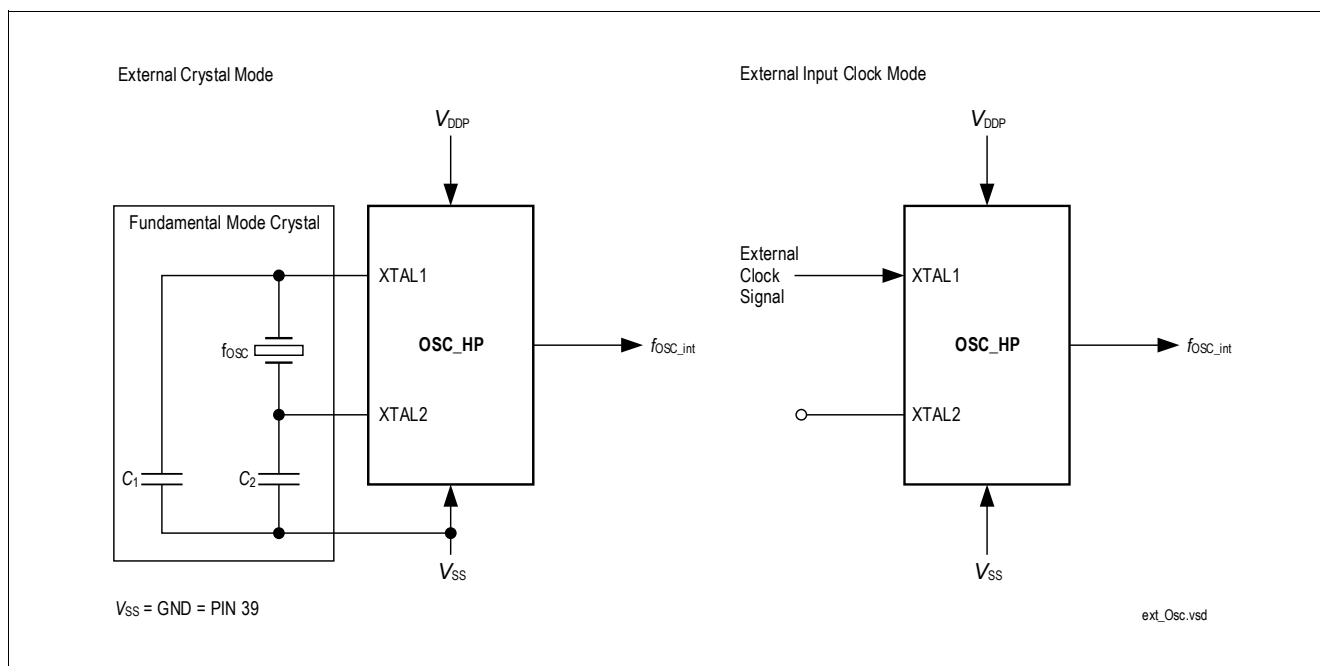 External Crystal Mode
External Input Clock Mode
VDDP
VDDP
Fundamental Mode Crystal
XTAL1
fosc
OSC_HP
fOSC_int
XTAL2
C1
C2
VSS
VSS = GND = PIN 39
External
Clock
Signal
XTAL1
OSC_HP
fOSC_int
XTAL2
VSS
ext_Osc.vsd